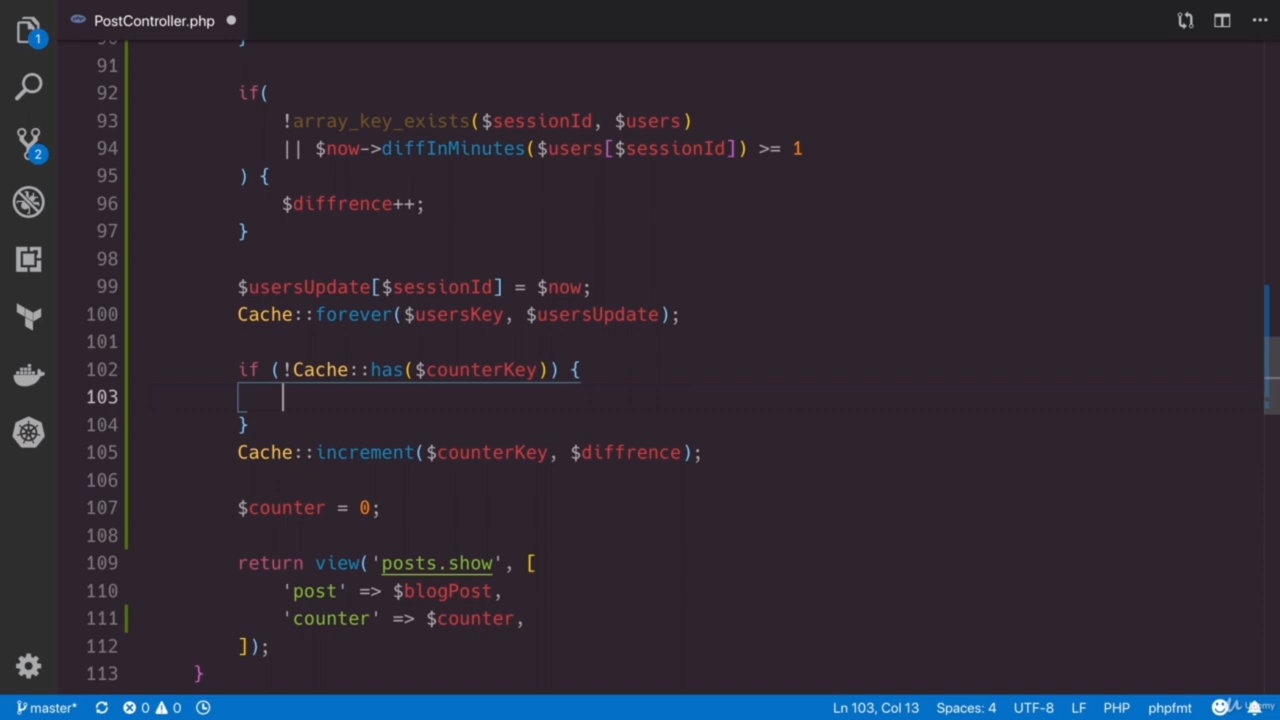 PostController.php
1
2
91
92 if(
93 !array_key_exists($sessionId, $users)
94 || $now->diffInMinutes($users[$sessionId]) >= 1
95 ) {
96 $diffrence++;
97 }
98
99 $usersUpdate[$sessionId] = $now;
100 Cache::forever($usersKey, $usersUpdate);
101
102 if (!Cache::has($counterKey)) {
103
104 }
105 Cache::increment($counterKey, $diffrence);
106
107 $counter = 0;
108
109 return view('posts.show', [
110 'post' => $blogPost,
111 'counter' => $counter,
112 ]);
113 }
master* 0 0 Ln 103, Col 13 Spaces: 4 UTF-8 LF PHP phpfmt